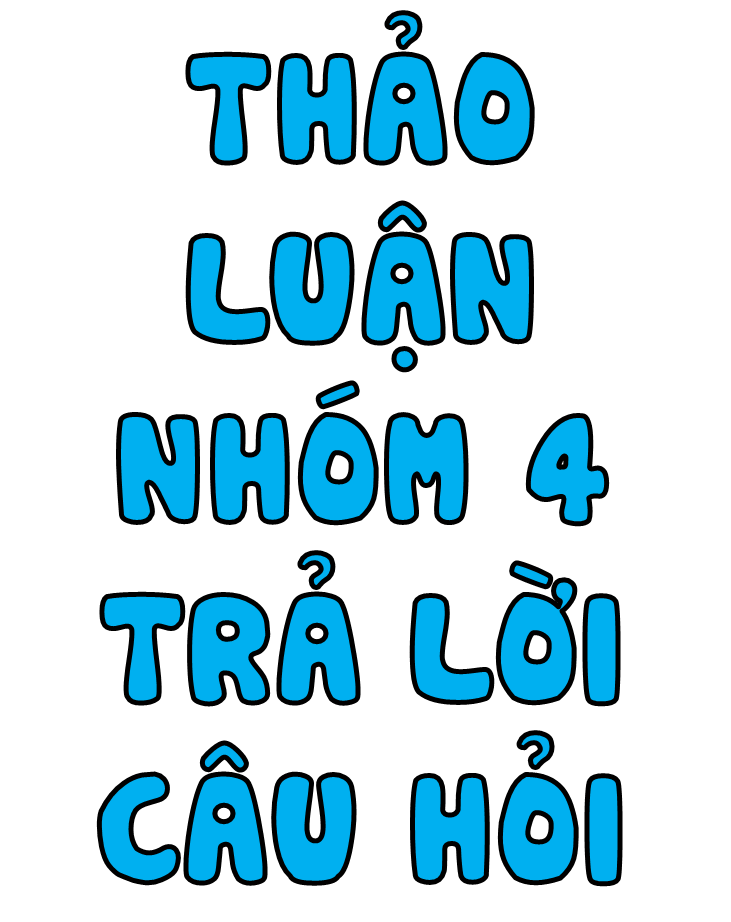 THẢO
LUẬN
NHÓM 4
TRẢ LỜI
CÂU HỎI